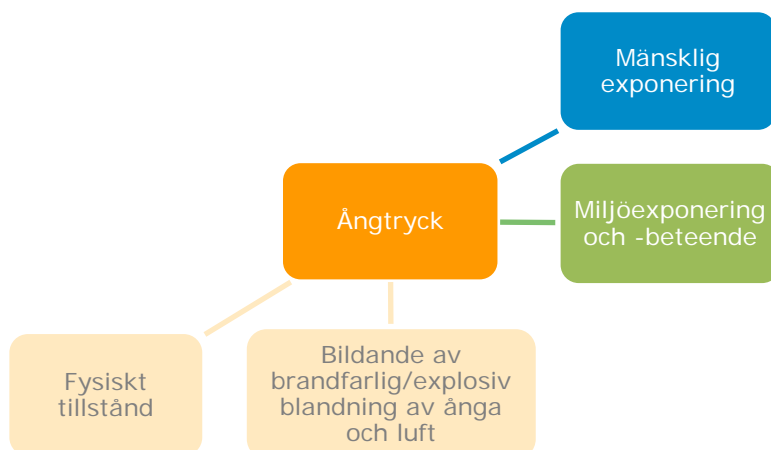 Mänsklig
exponering
Ångtryck
Miljöexponering
och -beteende
Fysiskt
tillstånd
Bildande av
brandfarlig/explosiv
blandning av ånga
och luft